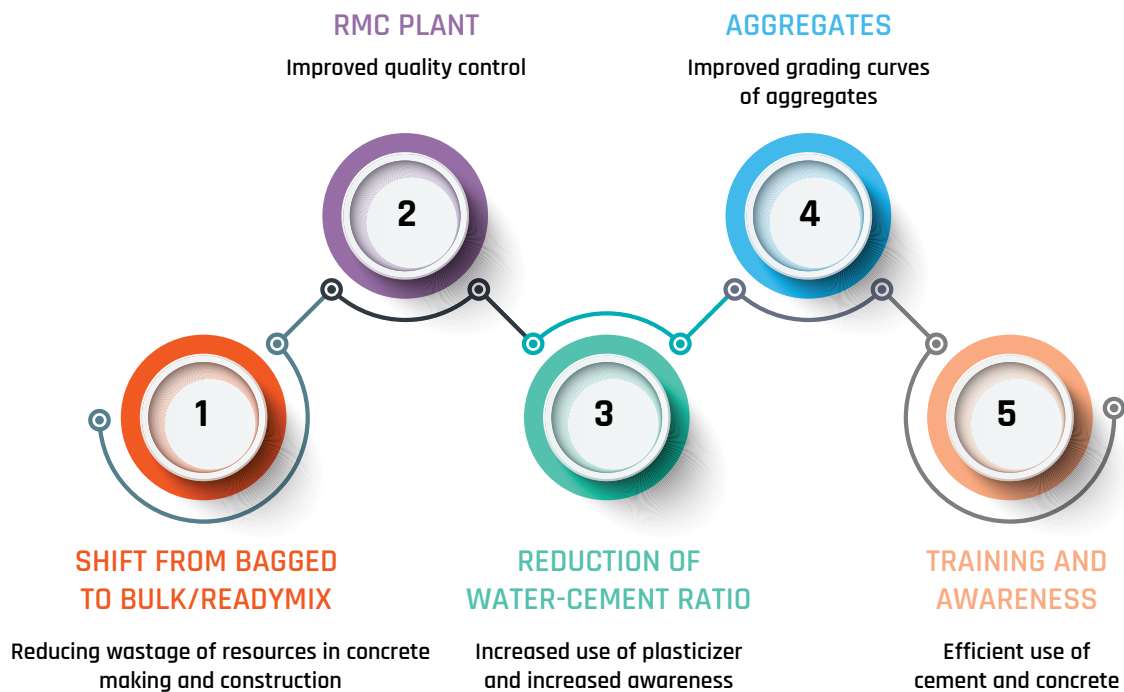 RMC PLANT
Improved quality control
AGGREGATES
Improved grading curves
of aggregates
2
4
1
3
5
SHIFT FROM BAGGED
TO BULK/READYMIX
Reducing wastage of resources in concrete
making and construction
REDUCTION OF
WATER-CEMENT RATIO
Increased use of plasticizer
and increased awareness
TRAINING AND
AWARENESS
Efficient use of
cement and concrete